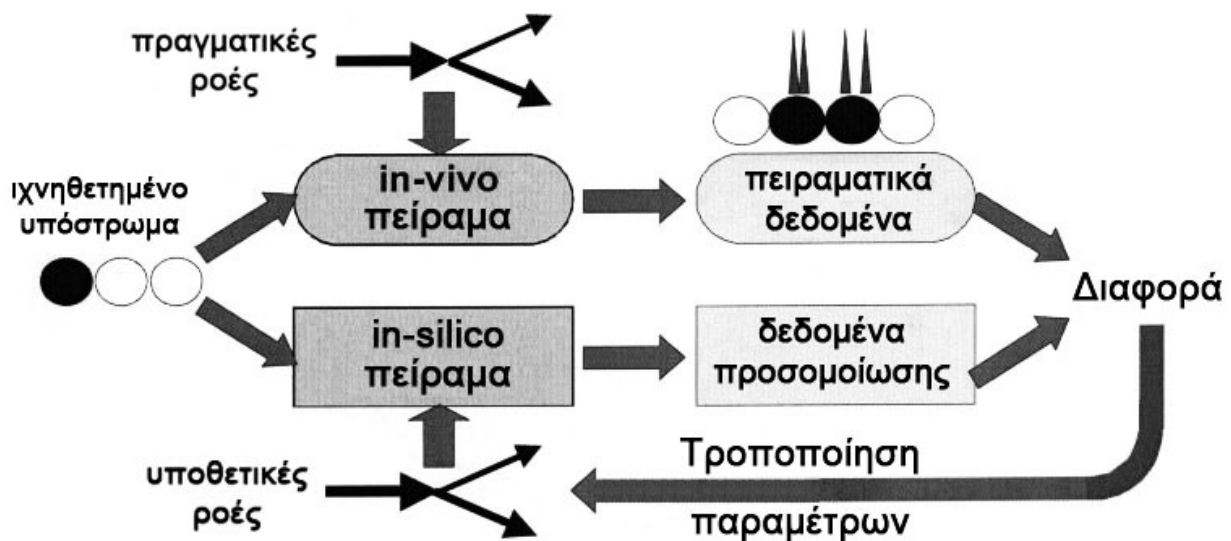 πραγματικές
ροές
ιχνηθετημένο
υπόστρωμα
in-vivo
πείραμα
πειραματικά
δεδομένα
Διαφορά
in-silico
πείραμα
δεδομένα
προσομοίωσης
υποθετικές
ροές
Τροποποίηση
παραμέτρων